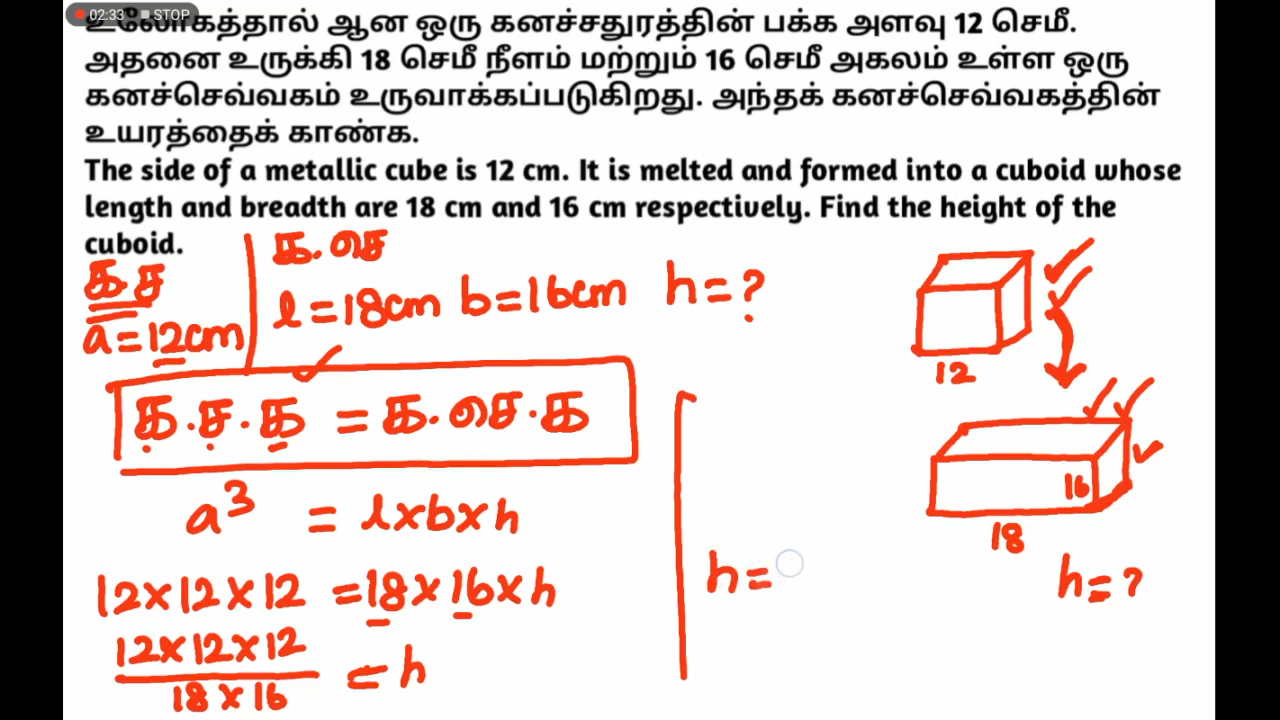 02:33 STOP
உலோகத்தால் ஆன ஒரு கனச்சதுரத்தின் பக்க அளவு 12 செமீ.
அதனை உருக்கி 18 செமீ நீளம் மற்றும் 16 செமீ அகலம் உள்ள ஒரு
கனச்செவ்வகம் உருவாக்கப்படுகிறது. அந்தக் கனச்செவ்வகத்தின்
உயரத்தைக் காண்க.
The side of a metallic cube is 12 cm. It is melted and formed into a cuboid whose
length and breadth are 18 cm and 16 cm respectively. Find the height of the
cuboid.
க.ச
a = 12cm
க.செ
l = 18cm b = 16cm h = ?
12
க.ச.க = க.செ.க
a³ = l×b×h
12×12×12 = 18×16×h
12×12×12
18×16
= h
h =
16
18
h = ?